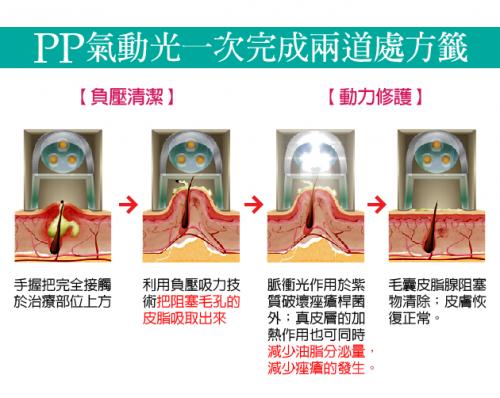 PP氣動光一次完成兩道處方籤
【負壓清潔】
【動力修護】
手握把完全接觸
於治療部位上方
利用負壓吸力技
術把阻塞毛孔的
皮脂吸取出來
脈衝光作用於紫
質破壞痤瘡桿菌
外；真皮層的加
熱作用也可同時
減少油脂分泌量，
減少痤瘡的發生。
毛囊皮脂腺阻塞
物清除；皮膚恢
復正常。